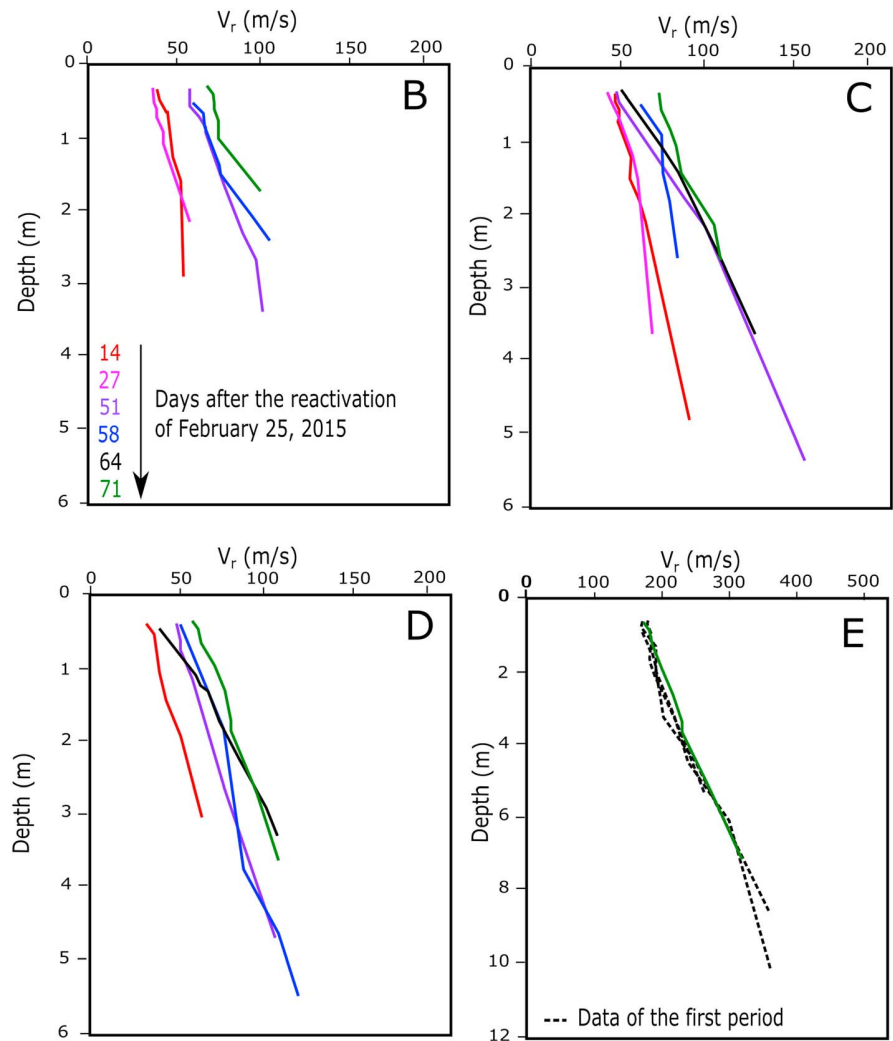 Vr (m/s)
0 50 100 150 200
0
1
2
3
4
5
6
Depth (m)
B
14
27
51
58
64
71
Days after the reactivation
of February 25, 2015
Vr (m/s)
0 50 100 150 200
0
1
2
3
4
5
6
Depth (m)
C
Vr (m/s)
0 50 100 150 200
0
1
2
3
4
5
6
Depth (m)
D
Vr (m/s)
0 100 200 300 400 500
0
2
4
6
8
10
12
Depth (m)
E
Data of the first period